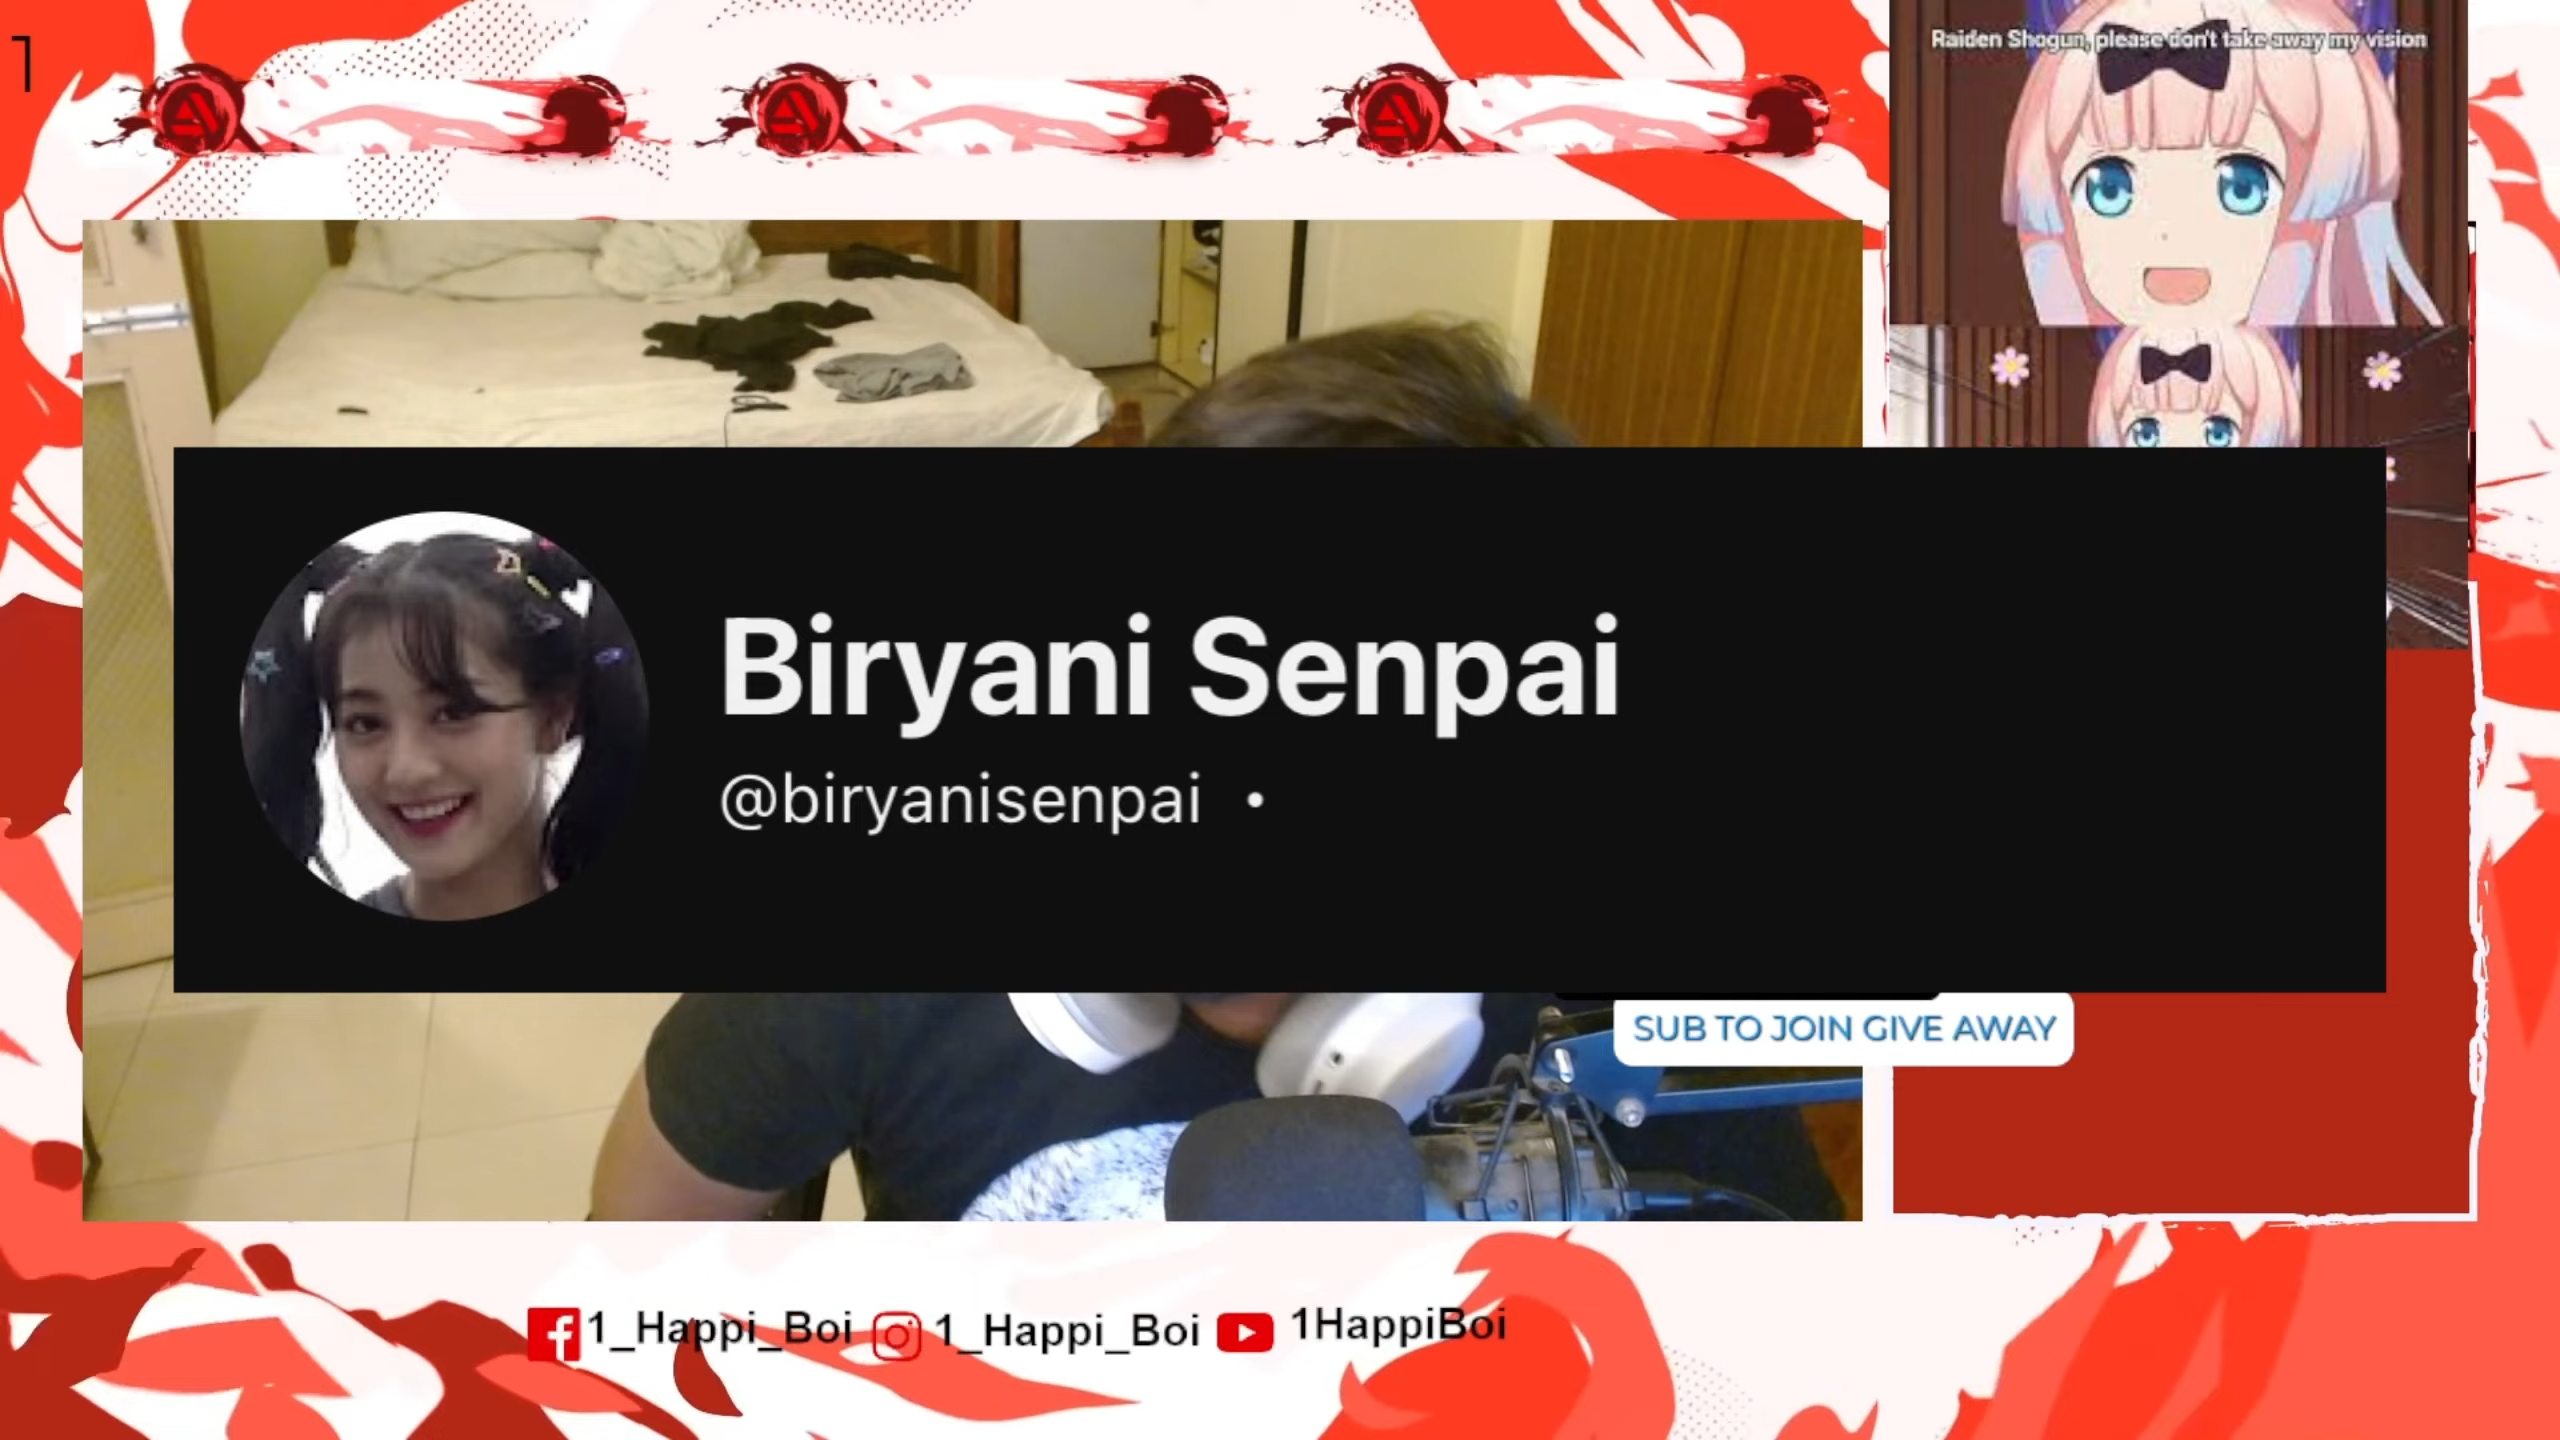 1
Raiden Shogun, please don't take away my vision
Biryani Senpai
@biryanisenpai •
SUB TO JOIN GIVE AWAY
1_Happi_Boi 1_Happi_Boi 1HappiBoi